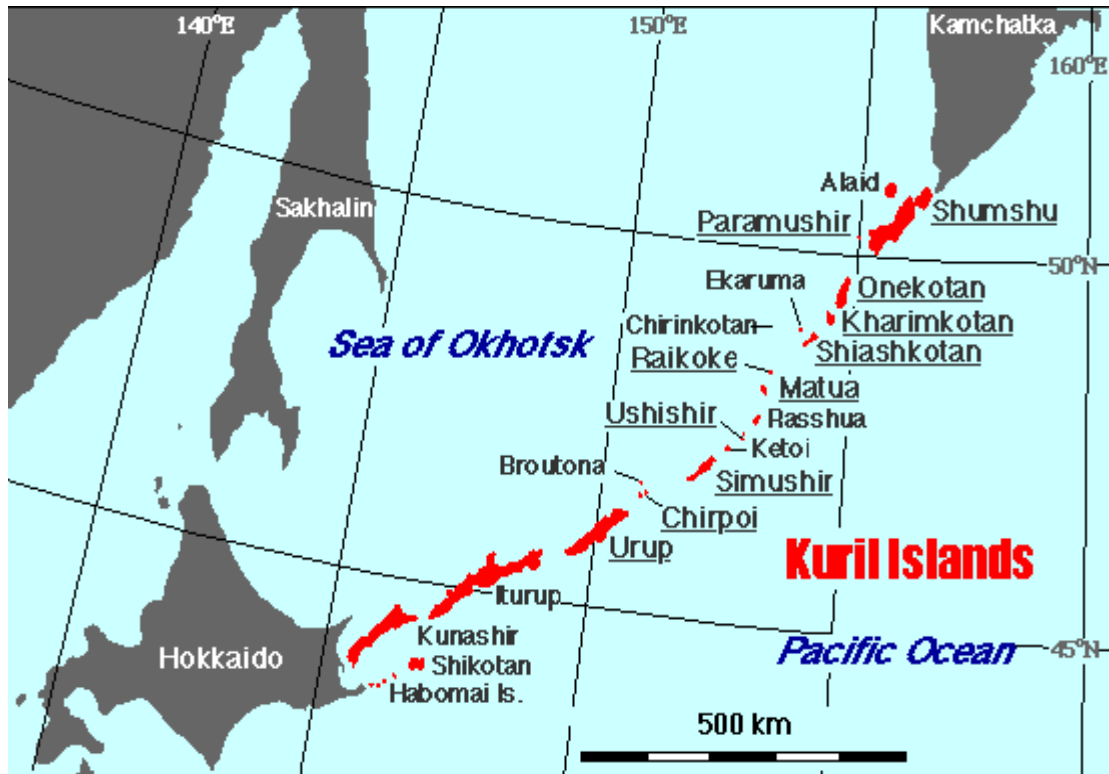 140°E
150°E
Kamchatka
160°E
Alaid
Sakhalin
Shumshu
Paramushir
50°N
Ekaruma
Onekotan
Chirinkotan
Kharimkotan
Sea of Okhotsk
Shiashkotan
Raikoke
Matua
Ushishir
Rasshua
Ketoi
Broutona
Simushir
Chirpoi
Urup
Kuril Islands
Iturup
Kunashir
Pacific Ocean
45°N
Hokkaido
Shikotan
Habomai Is.
500 km